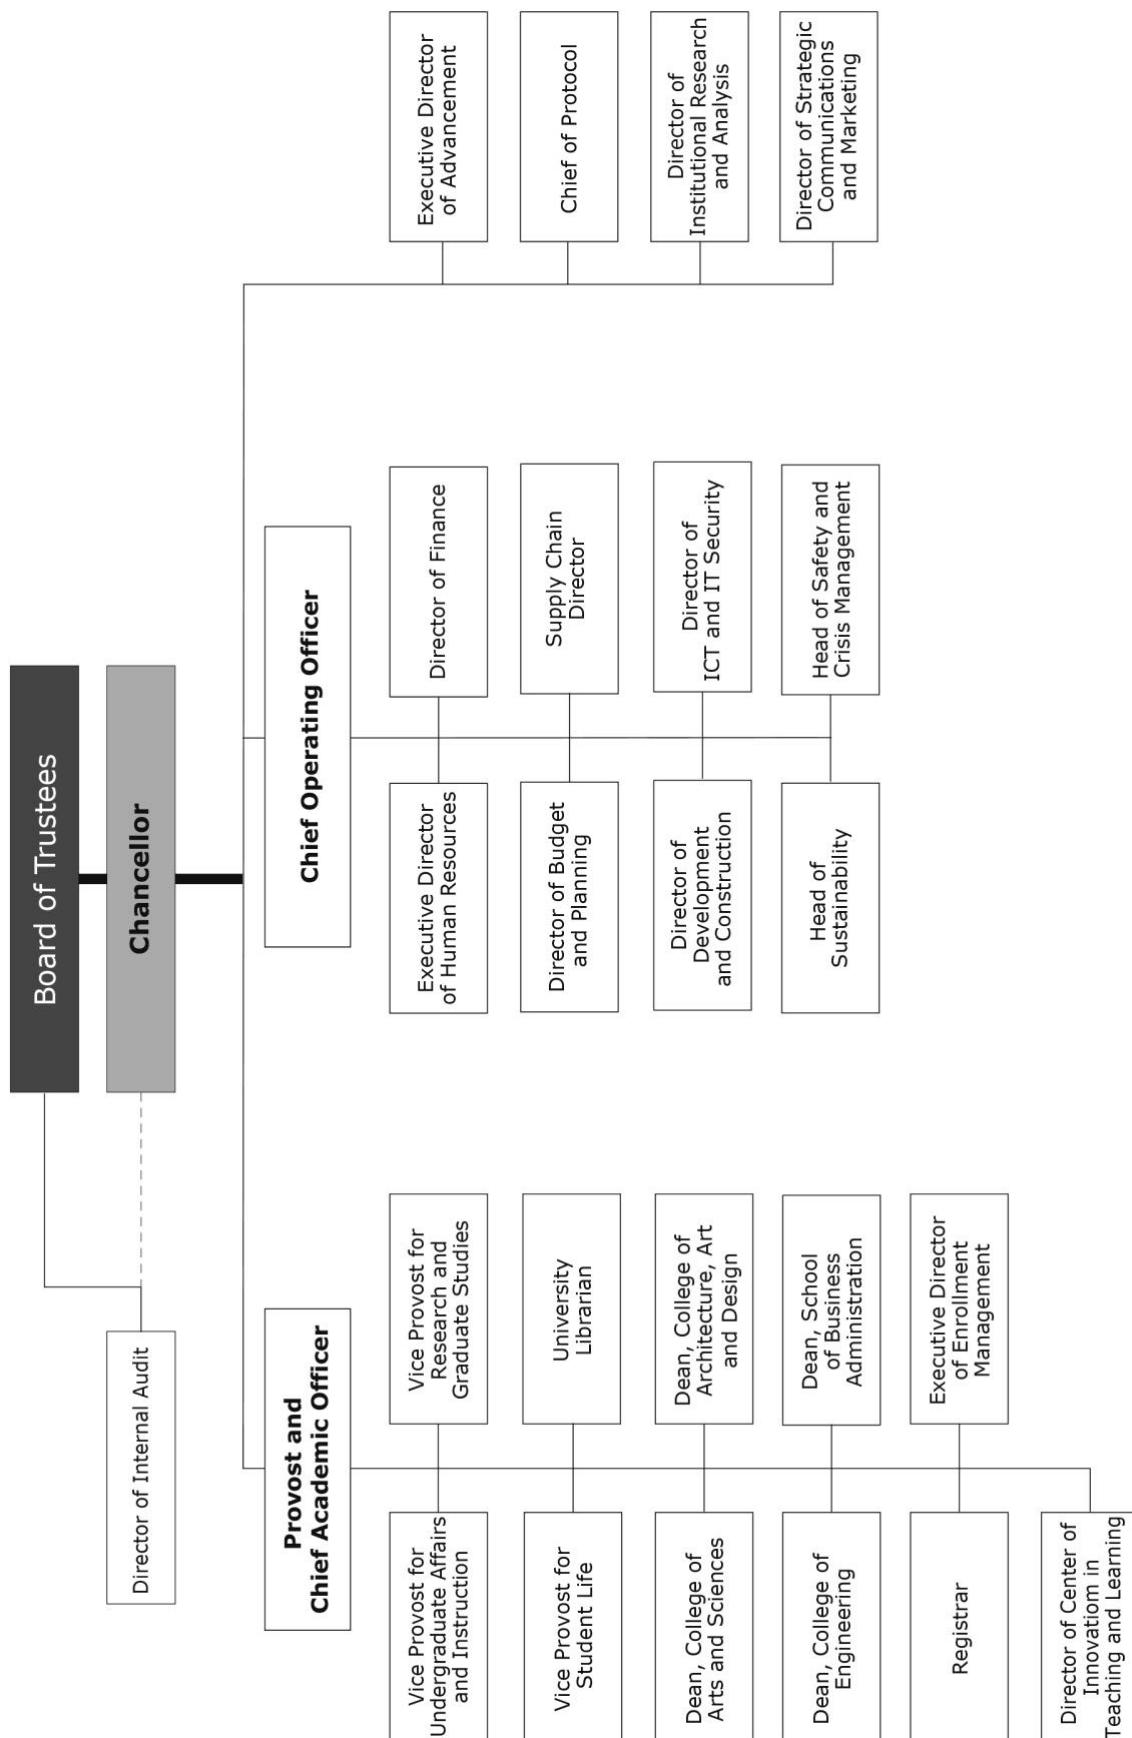 Board of Trustees
Chancellor
Director of Internal Audit
Provost and
Chief Academic Officer
Vice Provost for
Undergraduate Affairs
and Instruction
Vice Provost for
Research and
Graduate Studies
Vice Provost for
Student Life
University
Librarian
Dean, College of
Arts and Sciences
Dean, College of
Architecture, Art
and Design
Dean, College of
Engineering
Dean, School
of Business
Administration
Registrar
Executive Director
of Enrollment
Management
Director of Center of
Innovatiom in
Teaching and Learning
Chief Operating Officer
Executive Director
of Human Resources
Director of Finance
Director of Budget
and Planning
Supply Chain
Director
Director of
Development
and Construction
Director of
ICT and IT Security
Head of
Sustainability
Head of Safety and
Crisis Management
Executive Director
of Advancement
Chief of Protocol
Director of
Institutional Research
and Analysis
Director of Strategic
Communications
and Marketing